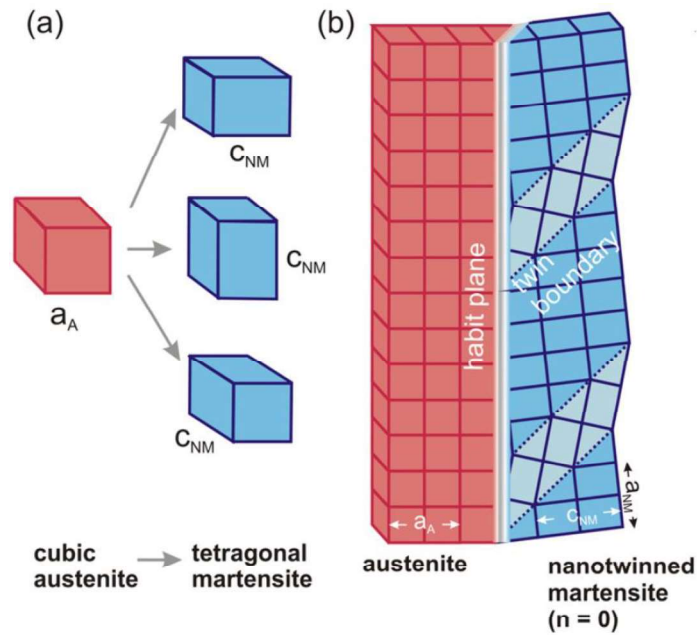 (a)
c_NM
a_A
c_NM
c_NM
cubic
austenite
tetragonal
martensite
(b)
habit plane
twin
boundary
a_A
c_NM
a_NM
austenite
nanotwinned
martensite
(n = 0)